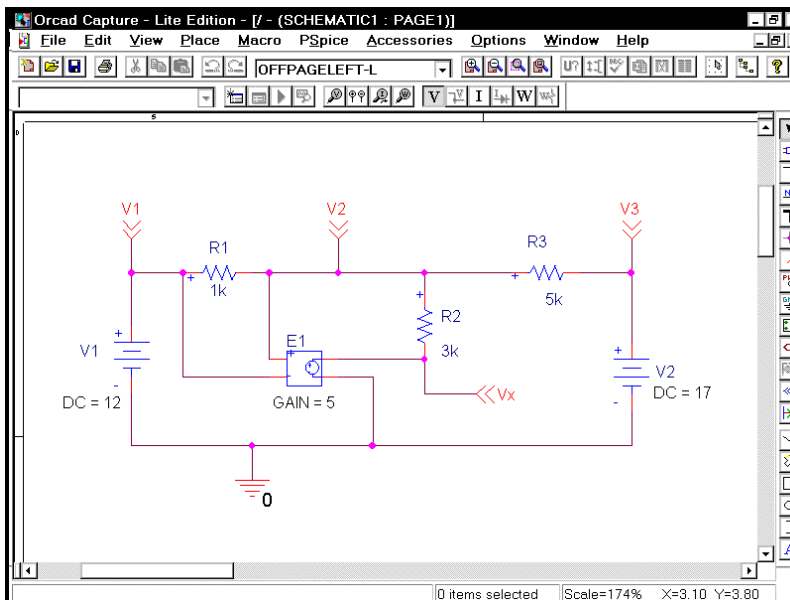 Orcad Capture - Lite Edition - [/ - (SCHEMATIC1 : PAGE1)]
File Edit View Place Macro PSpice Accessories Options Window Help
OFFPAGELEFT-L U?
V I W
V1 V2 V3
R1 R3
1k 5k
R2
3k
E1
V1
DC = 12
GAIN = 5
Vx
V2
DC = 17
0
0 items selected Scale=174% X=3.10 Y=3.80